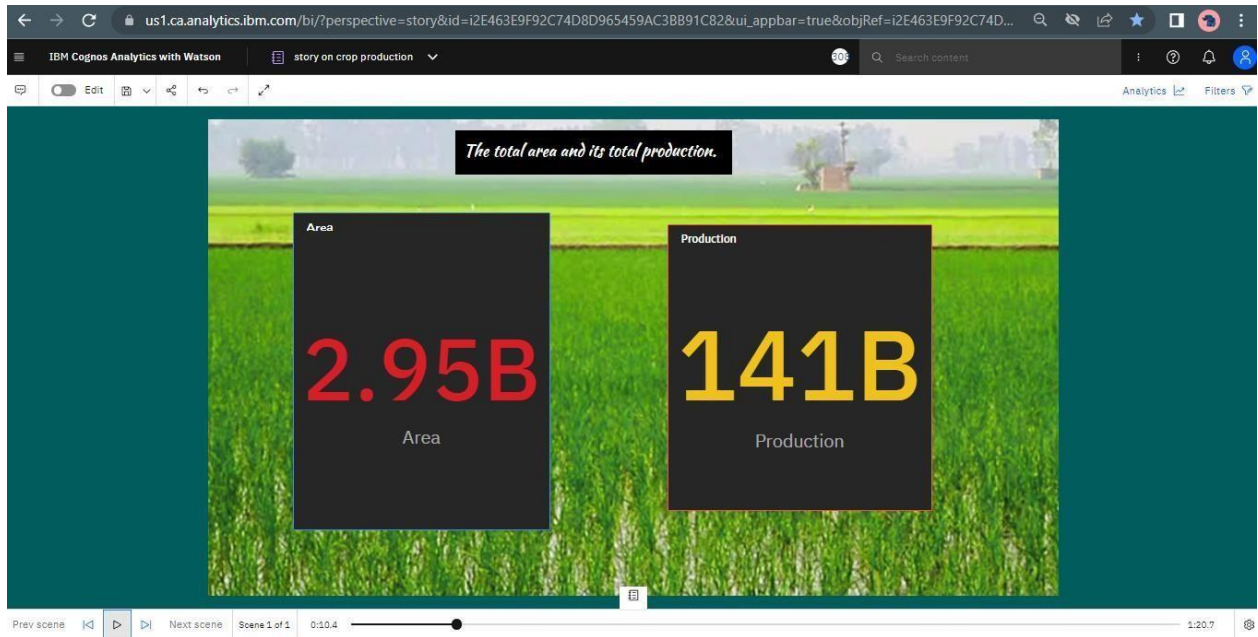 us1.ca.analytics.ibm.com/bi/?perspective=story&id=i2E463E9F92C74D8D965459AC3BB91C82&ui_appbar=true&objRef=i2E463E9F92C74D...
IBM Cognos Analytics with Watson story on crop production Search content
Edit Analytics Filters
The total area and its total production.
Area
Production
2.95B
141B
Area
Production
Prev scene Next scene Scene 1 of 1 0:10.4 1:20.7